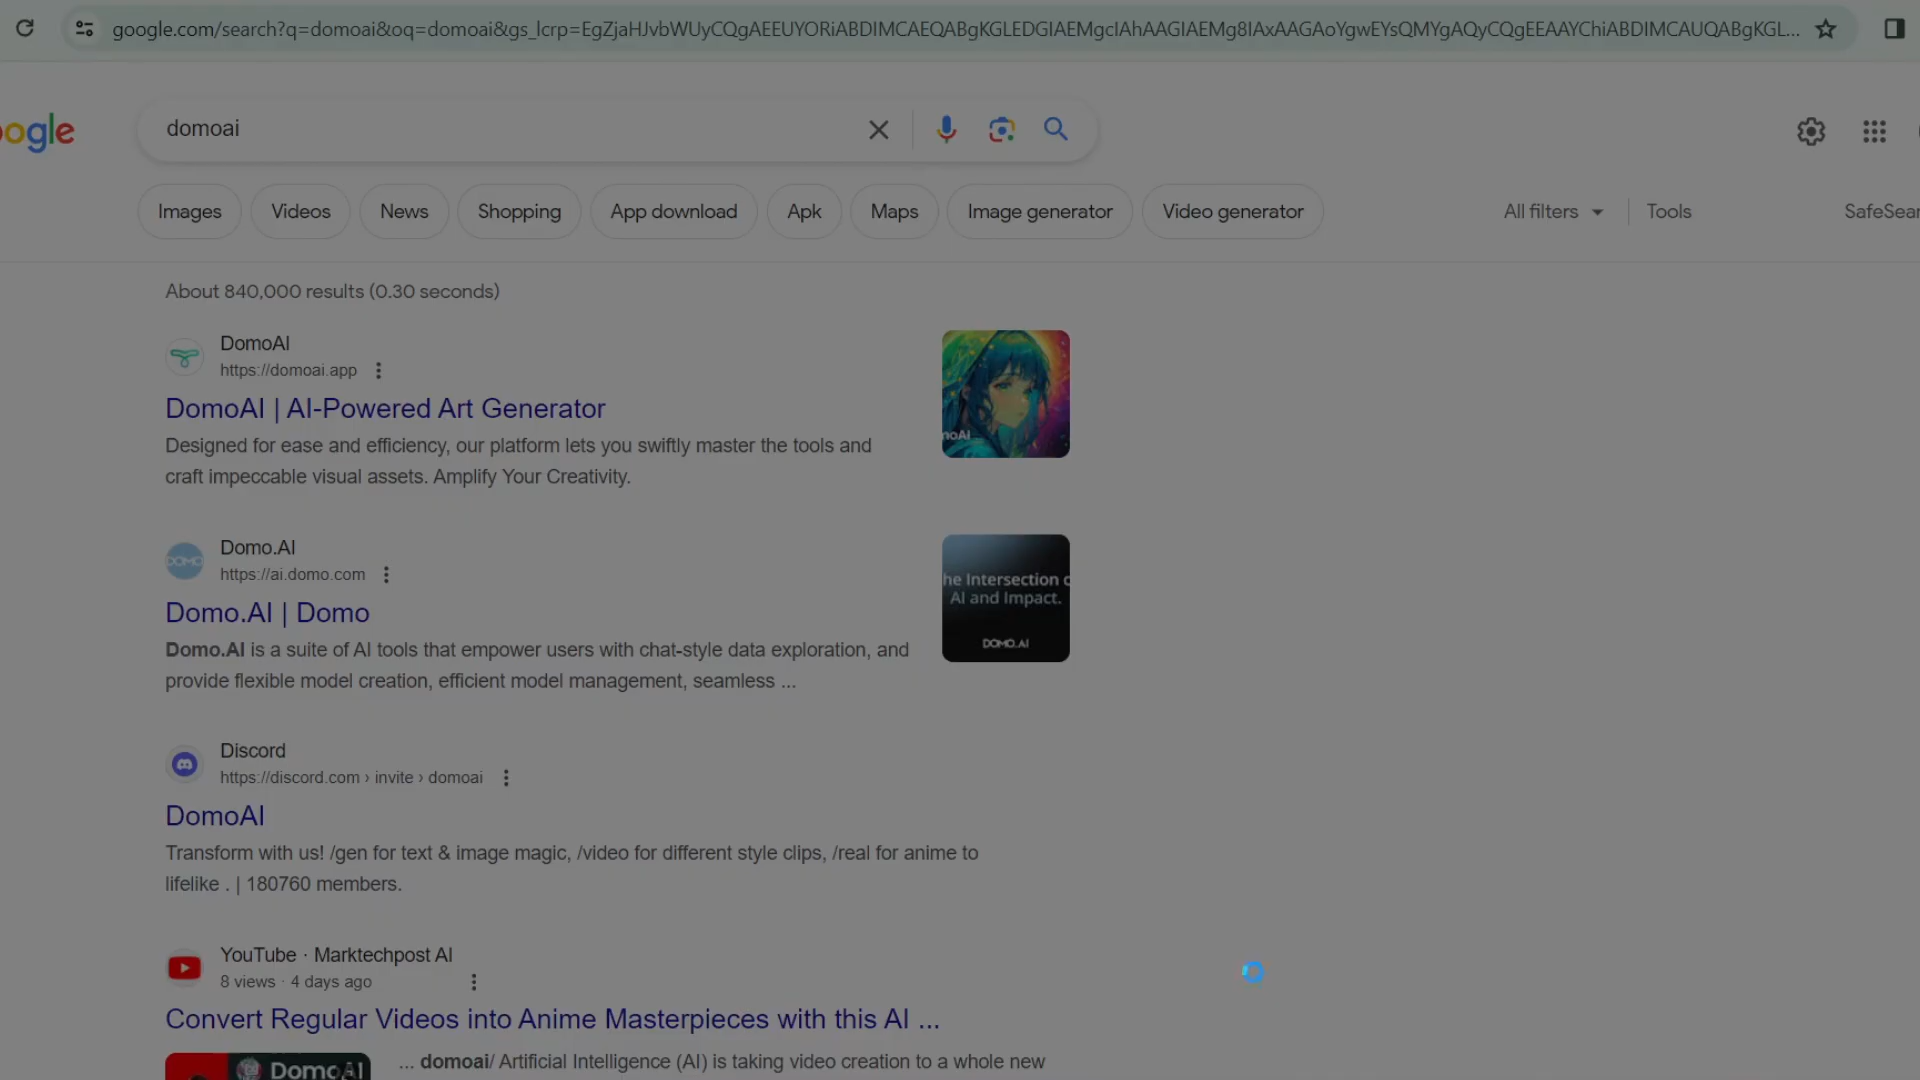 google.com/search?q=domoai&oq=domoai&gs_lcrp=EgZjaHJvbWUyCQgAEEUYORiABDIMCAEQABgKGLEDGIAEMgcIAhAAGIAEMg8IAxAAGAoYgwEYsQMYgAQyCQgEEAAYChiABDIMCAUQABgKGL...
ogle
domoai
Images Videos News Shopping App download Apk Maps Image generator Video generator All filters Tools SafeSear
About 840,000 results (0.30 seconds)
DomoAI
https://domoai.app
DomoAI | AI-Powered Art Generator
Designed for ease and efficiency, our platform lets you swiftly master the tools and
craft impeccable visual assets. Amplify Your Creativity.
moAI
Domo.AI
https://ai.domo.com
DOMO
Domo.AI | Domo
Domo.AI is a suite of AI tools that empower users with chat-style data exploration, and
provide flexible model creation, efficient model management, seamless ...
he Intersection o
AI and Impact.
DOMO.AI
Discord
https://discord.com › invite › domoai
DomoAI
Transform with us! /gen for text & image magic, /video for different style clips, /real for anime to
lifelike . | 180760 members.
YouTube · Marktechpost AI
8 views · 4 days ago
Convert Regular Videos into Anime Masterpieces with this AI ...
DomoAI
... domoai/ Artificial Intelligence (AI) is taking video creation to a whole new